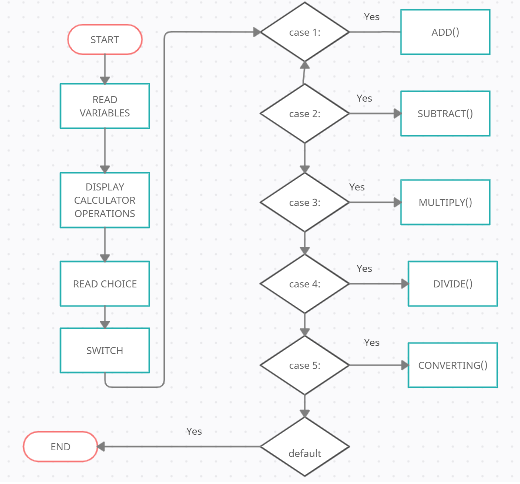 START
READ
VARIABLES
DISPLAY
CALCULATOR
OPERATIONS
READ CHOICE
SWITCH
case 1:
Yes
ADD()
case 2:
Yes
SUBTRACT()
case 3:
Yes
MULTIPLY()
case 4:
Yes
DIVIDE()
case 5:
Yes
CONVERTING()
default
Yes
END